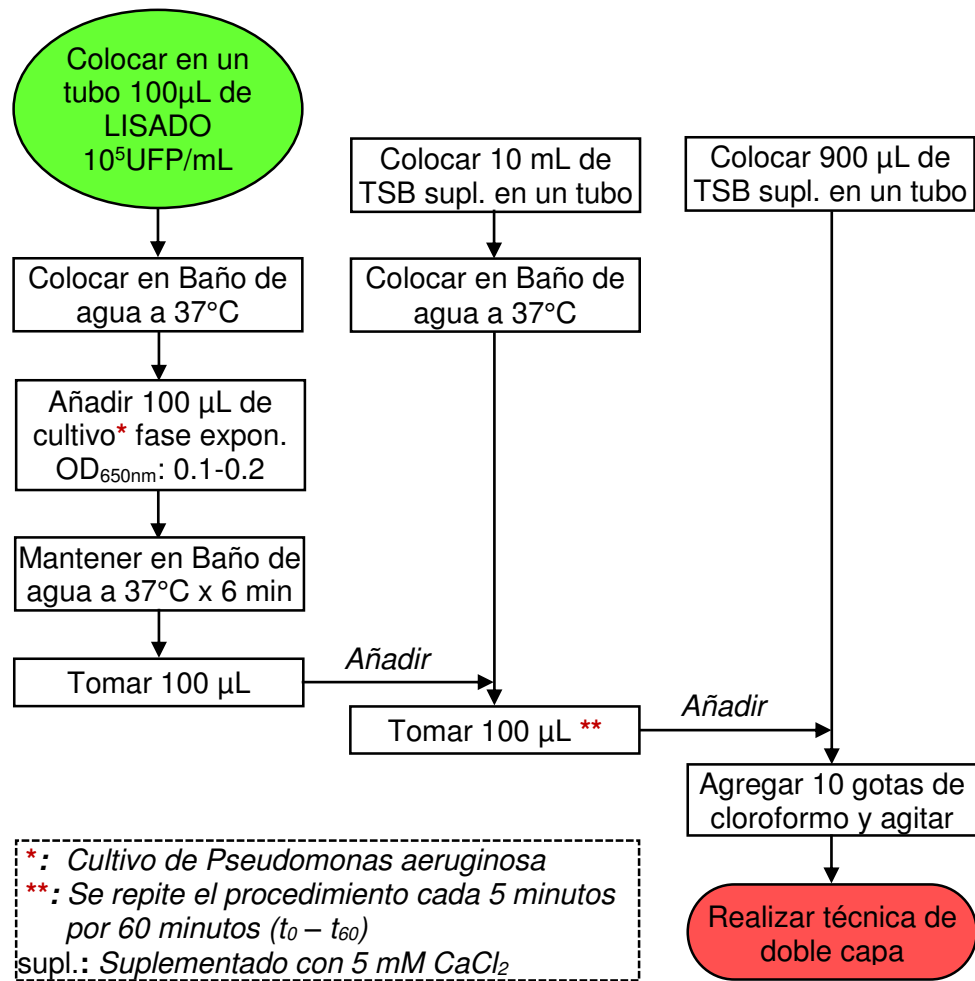 Colocar en un
tubo 100µL de
LISADO
10⁵UFP/mL
Colocar en Baño de
agua a 37°C
Añadir 100 µL de
cultivo* fase expon.
OD₆₅₀ₙₘ: 0.1-0.2
Mantener en Baño de
agua a 37°C x 6 min
Tomar 100 µL
Añadir
Colocar 10 mL de
TSB supl. en un tubo
Colocar en Baño de
agua a 37°C
Tomar 100 µL **
Añadir
Colocar 900 µL de
TSB supl. en un tubo
Agregar 10 gotas de
cloroformo y agitar
Realizar técnica de
doble capa
*: Cultivo de Pseudomonas aeruginosa
**: Se repite el procedimiento cada 5 minutos
por 60 minutos (t₀ – t₆₀)
supl.: Suplementado con 5 mM CaCl₂